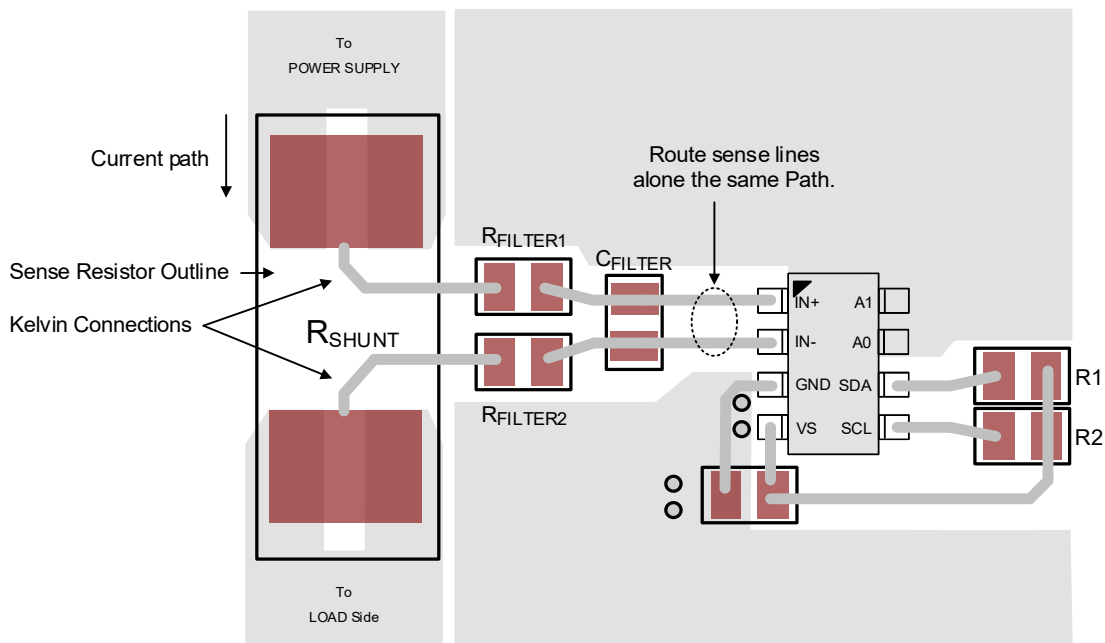 To
POWER SUPPLY
Current path
Route sense lines
alone the same Path.
RFILTER1
CFILTER
Sense Resistor Outline
Kelvin Connections
RSHUNT
IN+
A1
IN-
A0
GND
SDA
R1
RFILTER2
VS
SCL
R2
To
LOAD Side